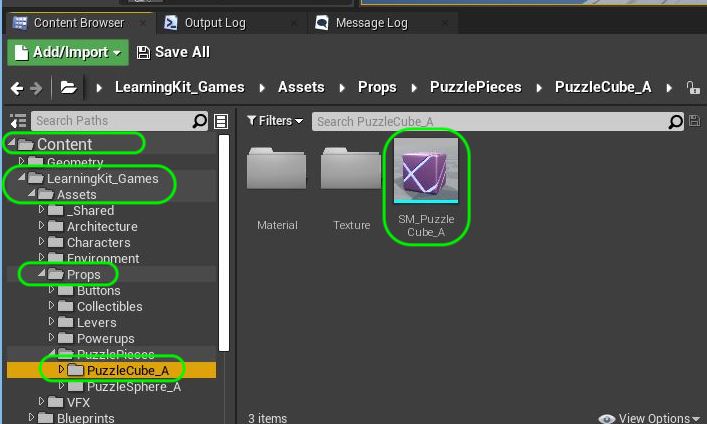 Content Browser
Output Log
Message Log
Add/Import
Save All
LearningKit_Games
Assets
Props
PuzzlePieces
PuzzleCube_A
Search Paths
Filters
Search PuzzleCube_A
Content
Geometry
LearningKit_Games
Assets
_Shared
Architecture
Characters
Environment
Props
Buttons
Collectibles
Levers
Powerups
PuzzlePieces
PuzzleCube_A
PuzzleSphere_A
VFX
Blueprints
Material
Texture
SM_Puzzle
Cube_A
3 items
View Options